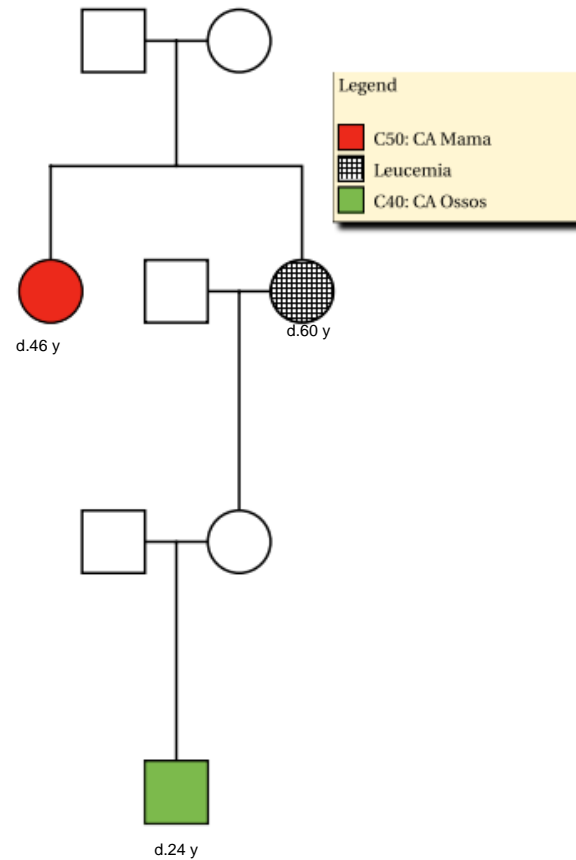 Legend
C50: CA Mama
Leucemia
C40: CA Ossos
d.46 y
d.60 y
d.24 y